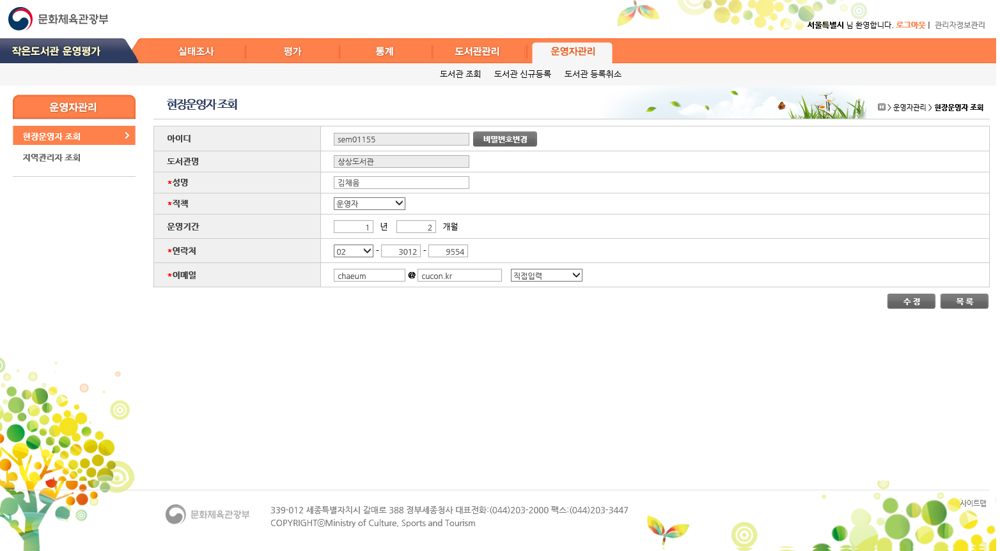 문화체육관광부
서울특별시 님 환영합니다. 로그아웃 | 관리자정보관리
작은도서관 운영평가 실태조사 평가 통계 도서관관리 운영자관리
도서관 조회 도서관 신규등록 도서관 등록취소
운영자관리
현장운영자 조회
지역관리자 조회
현장운영자 조회
> 운영자관리 > 현장운영자 조회
아이디 sem01155 비밀번호변경
도서관명 상상도서관
*성명 김채움
*직책 운영자
운영기간 1 년 2 개월
*연락처 02 - 3012 - 9554
*이메일 chaeum @ cucon.kr 직접입력
수 정 목 록
문화체육관광부
339-012 세종특별자치시 갈매로 388 정부세종청사 대표전화:(044)203-2000 팩스:(044)203-3447
COPYRIGHTⓒMinistry of Culture, Sports and Tourism
사이트맵